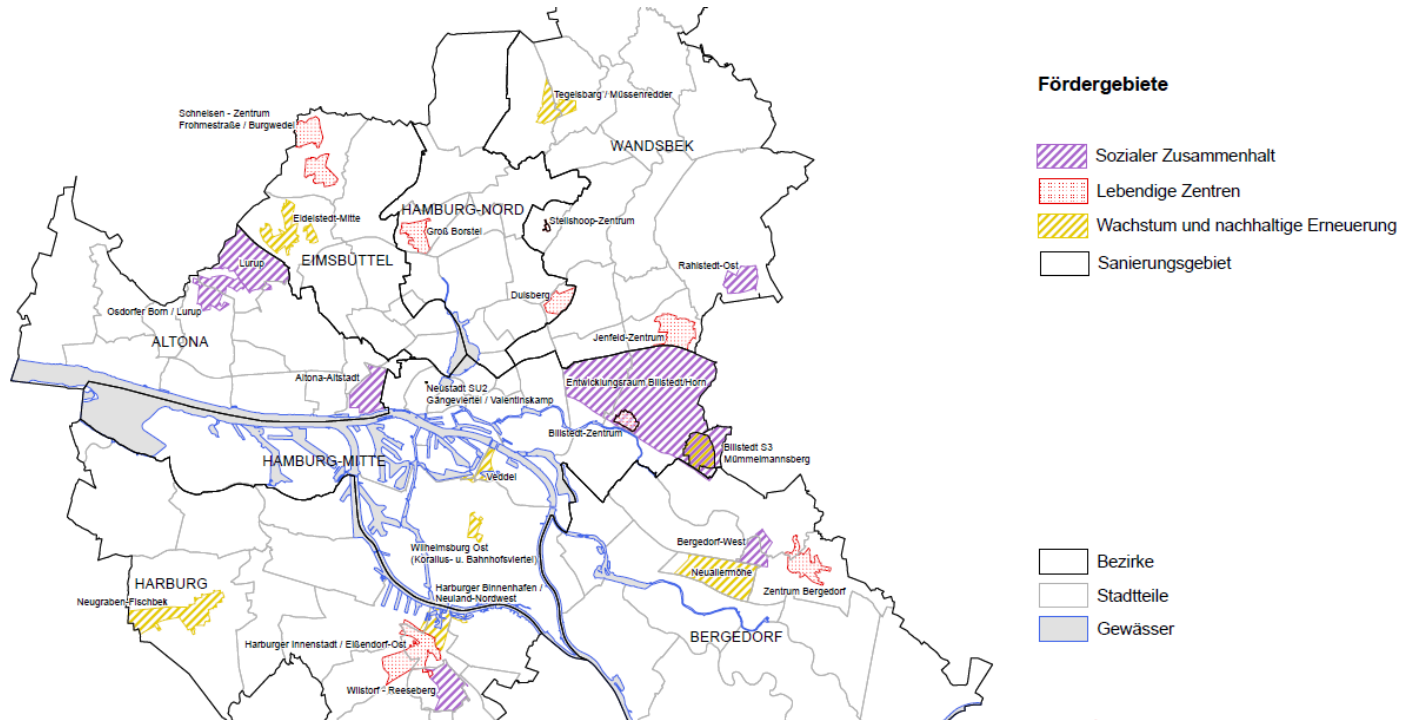 Schnelsen - Zentrum
Frohmestraße / Burgwedel
Tegelsbarg / Müssenredder
WANDSBEK
Eidelstedt-Mitte
HAMBURG-NORD
Groß Borstel
Steilshoop-Zentrum
EIMSBÜTTEL
Lurup
Rahlstedt-Ost
Dulsberg
Osdorfer Born / Lurup
ALTONA
Jenfeld-Zentrum
Altona-Altstadt
Neustadt SU2
Gängeviertel / Valentinskamp
Entwicklungsraum Billstedt/Horn
Billstedt-Zentrum
Billstedt S3
Mümmelmannsberg
HAMBURG-MITTE
Veddel
Wilhelmsburg Ost
(Korallus- u. Bahnhofsviertel)
Bergedorf-West
Neuallermöhe
Zentrum Bergedorf
HARBURG
Neugraben-Fischbek
Harburger Binnenhafen /
Neuland-Nordwest
BERGEDORF
Harburger Innenstadt / Eißendorf-Ost
Wilstorf - Reeseberg
Fördergebiete
Sozialer Zusammenhalt
Lebendige Zentren
Wachstum und nachhaltige Erneuerung
Sanierungsgebiet
Bezirke
Stadtteile
Gewässer